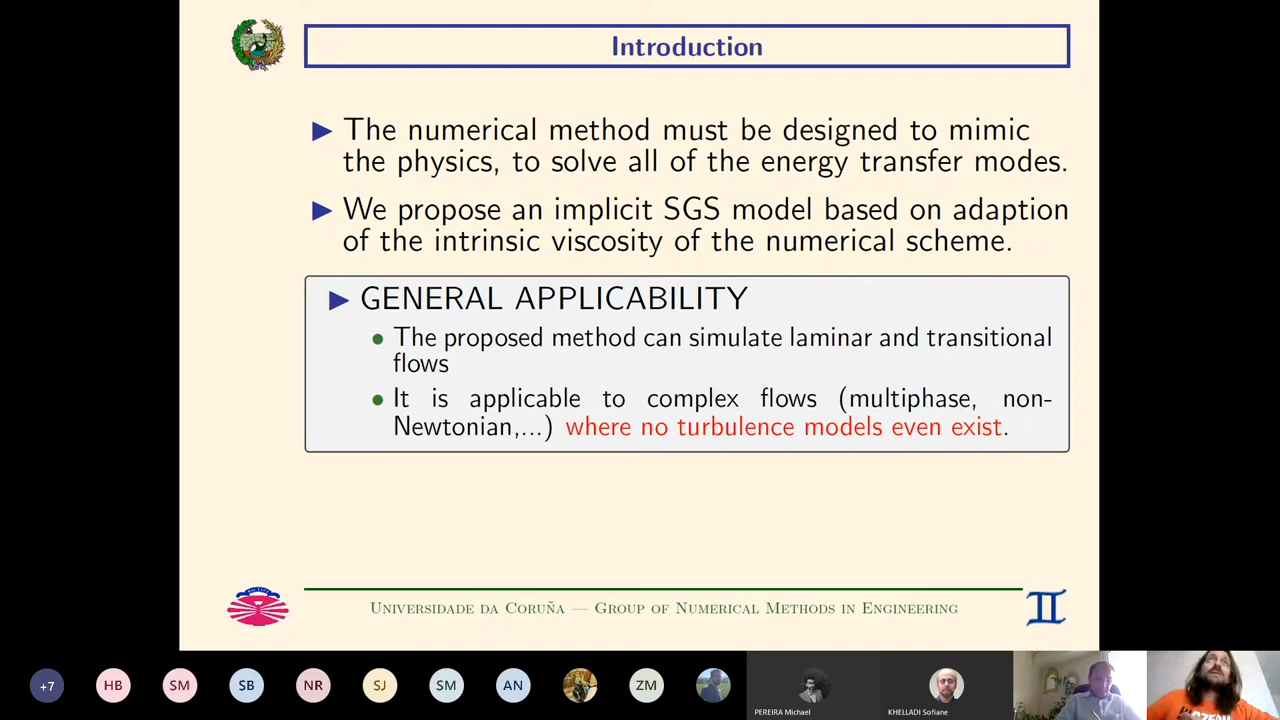 Introduction
The numerical method must be designed to mimic
the physics, to solve all of the energy transfer modes.
We propose an implicit SGS model based on adaption
of the intrinsic viscosity of the numerical scheme.
GENERAL APPLICABILITY
The proposed method can simulate laminar and transitional
flows
It is applicable to complex flows (multiphase, non-
Newtonian,...) where no turbulence models even exist.
UNIVERSIDADE DA CORUÑA — GROUP OF NUMERICAL METHODS IN ENGINEERING
+7
HB
SM
SB
NR
SJ
SM
AN
ZM
PEREIRA Michael
KHELLADI Sofiane